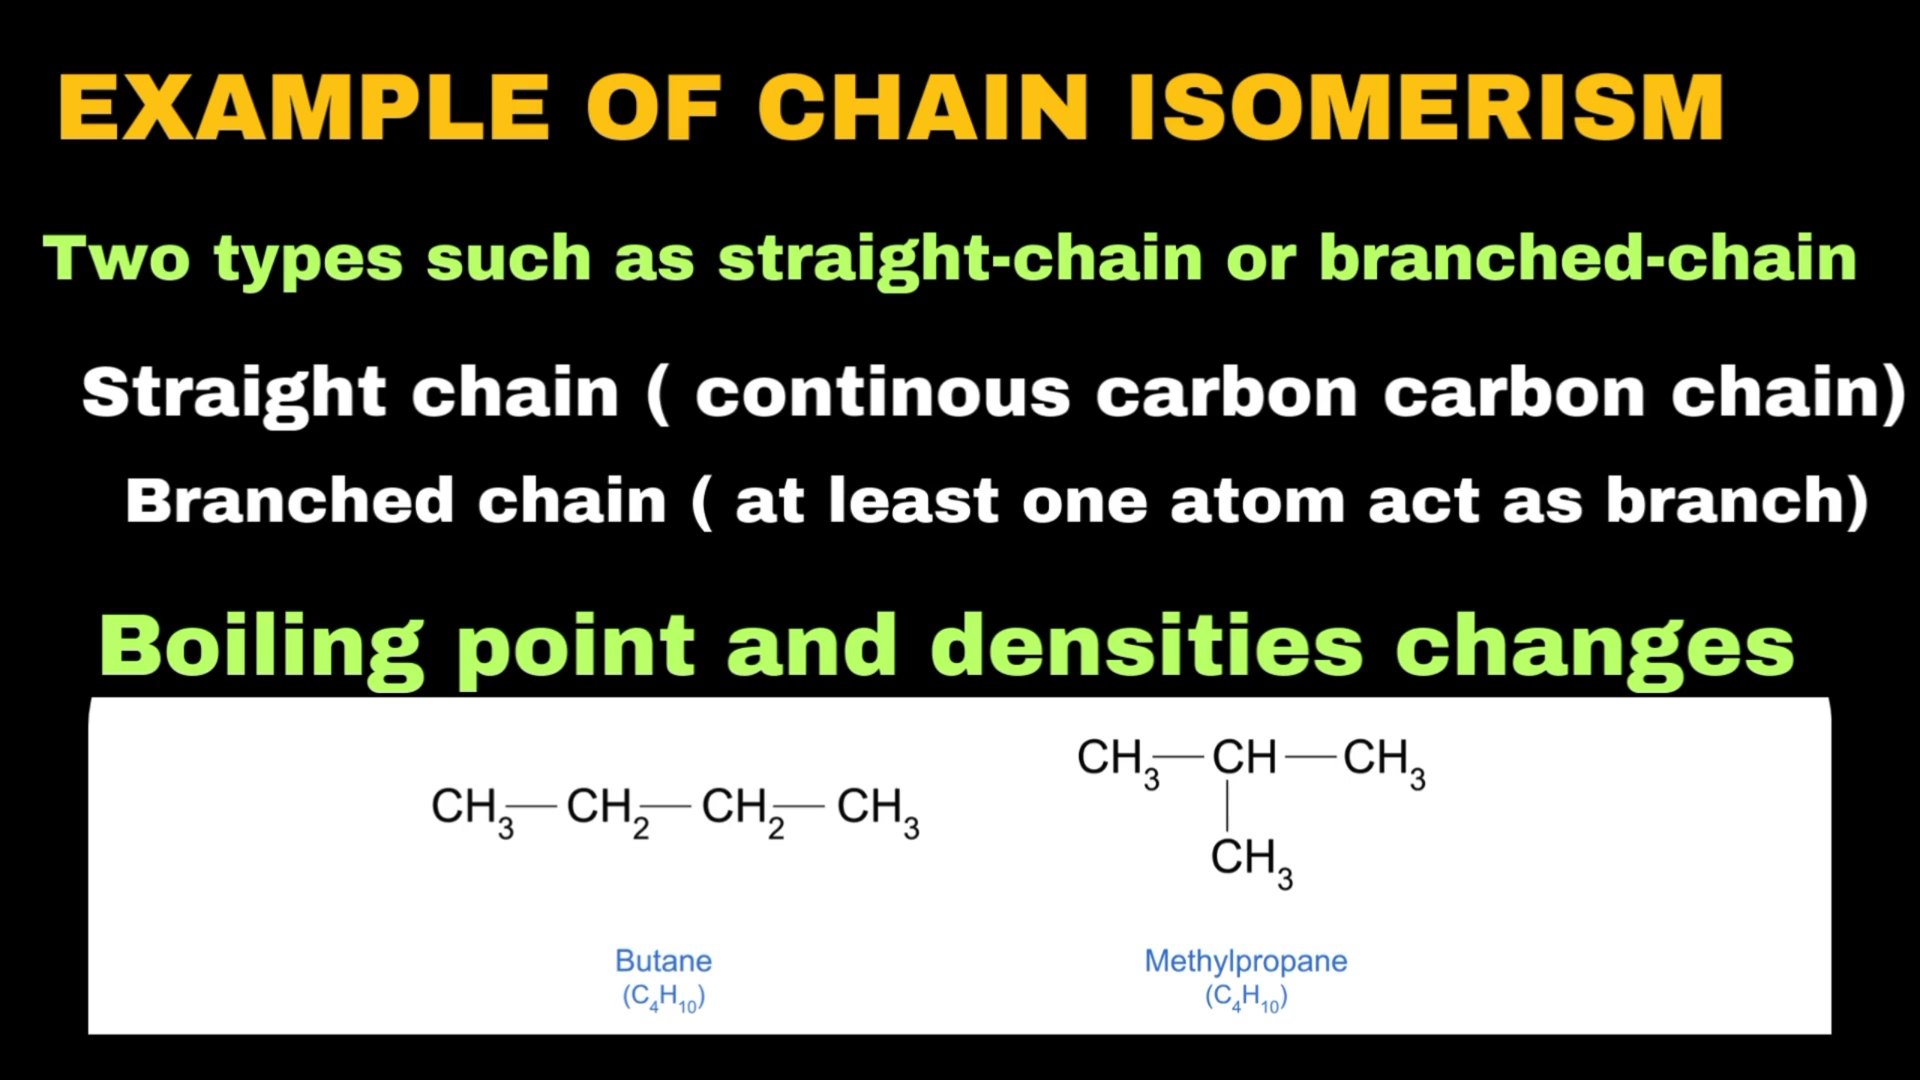 EXAMPLE OF CHAIN ISOMERISM
Two types such as straight-chain or branched-chain
Straight chain ( continous carbon carbon chain)
Branched chain ( at least one atom act as branch)
Boiling point and densities changes
CH₃—CH₂—CH₂—CH₃
CH₃—CH—CH₃
CH₃
Butane
(C₄H₁₀)
Methylpropane
(C₄H₁₀)